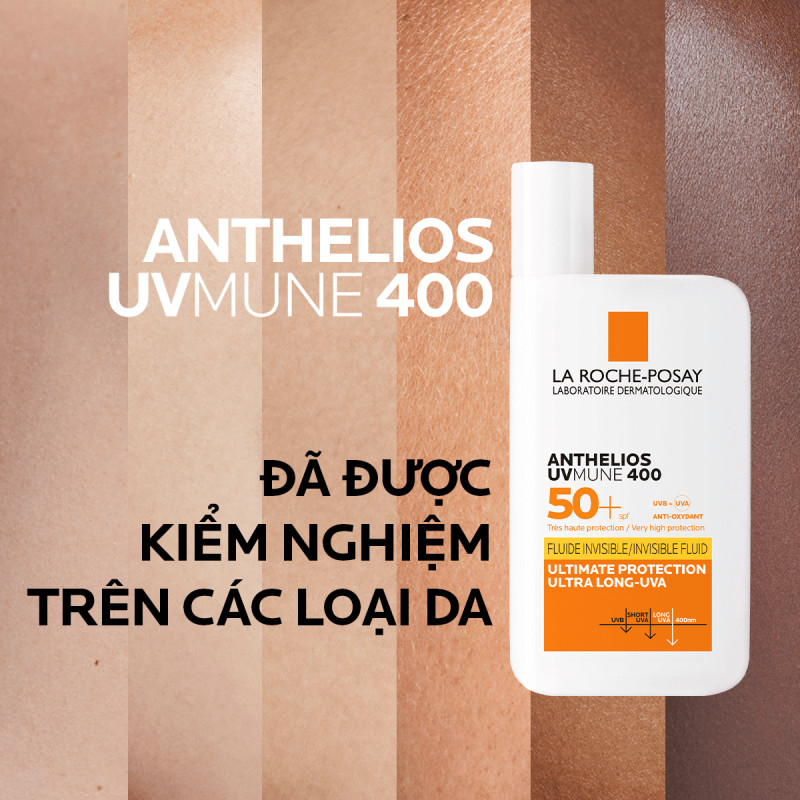 ANTHELIOS
UVMUNE 400
ĐÃ ĐƯỢC
KIỂM NGHIỆM
TRÊN CÁC LOẠI DA
LA ROCHE-POSAY
LABORATOIRE DERMATOLOGIQUE
ANTHELIOS
UVMUNE 400
50+ spf
UVB + UVA
ANTI-OXYDANT
Très haute protection / Very high protection
FLUIDE INVISIBLE/INVISIBLE FLUID
ULTIMATE PROTECTION
ULTRA LONG-UVA
UVB SHORT UVA LONG UVA 400nm